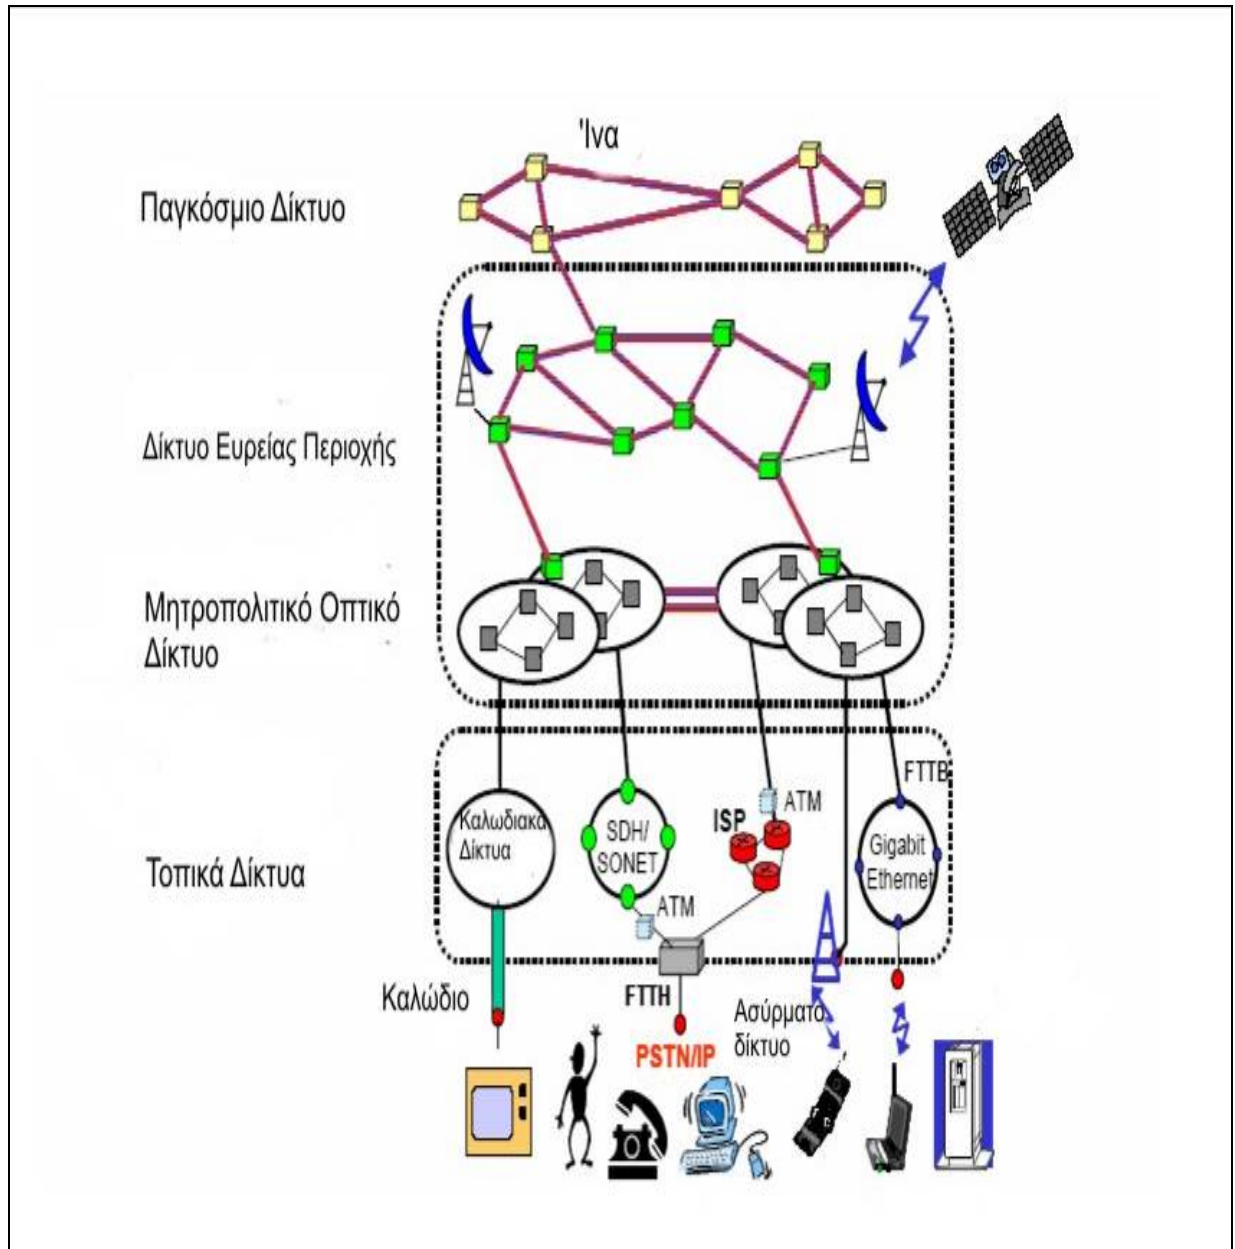 'Ινα
Παγκόσμιο Δίκτυο
Δίκτυο Ευρείας Περιοχής
Μητροπολιτικό Οπτικό
Δίκτυο
FTTB
Καλωδιακά
Δίκτυα
SDH/
SONET
ISP
ATM
Gigabit
Ethernet
Τοπικά Δίκτυα
ATM
Καλώδιο
FTTH
Ασύρματο
δίκτυο
PSTN/IP